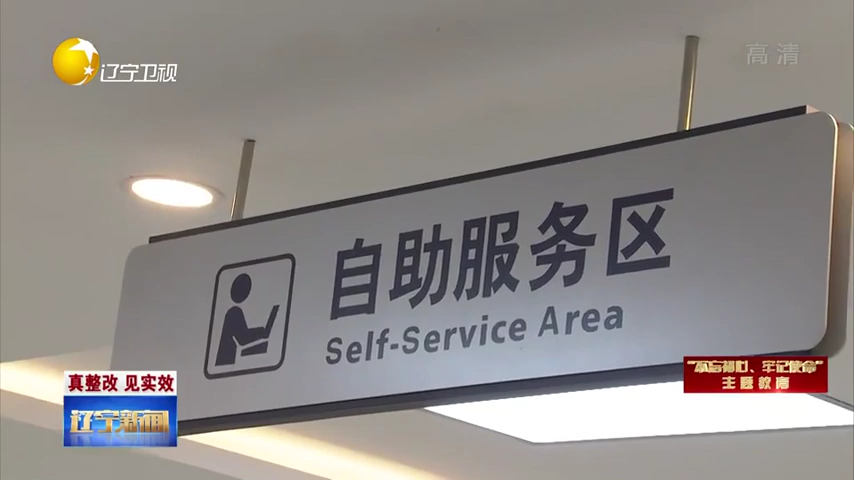 辽宁卫视
高清
自助服务区
Self-Service Area
真整改 见实效
辽宁新闻
“不忘初心、牢记使命”
主题教育